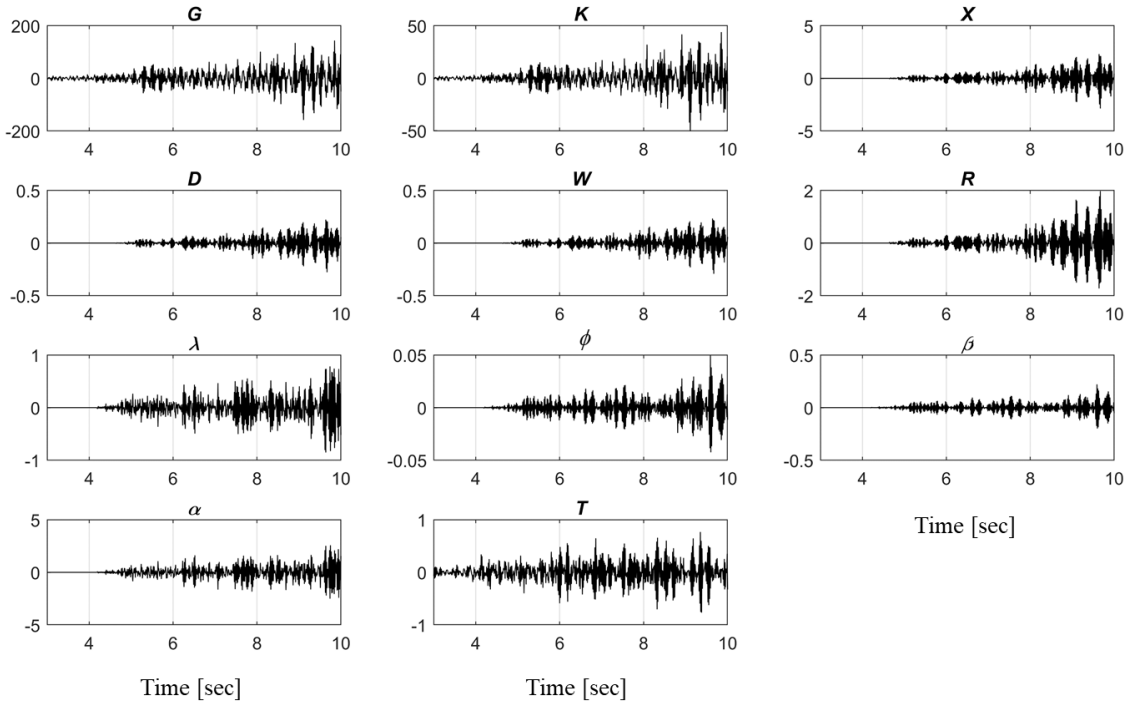 G K X
200 50 5
0 0 0
-200 -50 -5
4 6 8 10 4 6 8 10 4 6 8 10
D W R
0.5 0.5 2
0 0 0
-0.5 -0.5 -2
4 6 8 10 4 6 8 10 4 6 8 10
λ ϕ β
1 0.05 0.5
0 0 0
-1 -0.05 -0.5
4 6 8 10 4 6 8 10 4 6 8 10
α T
5 1
0 0
-5 -1
4 6 8 10 4 6 8 10
Time [sec]
Time [sec] Time [sec]